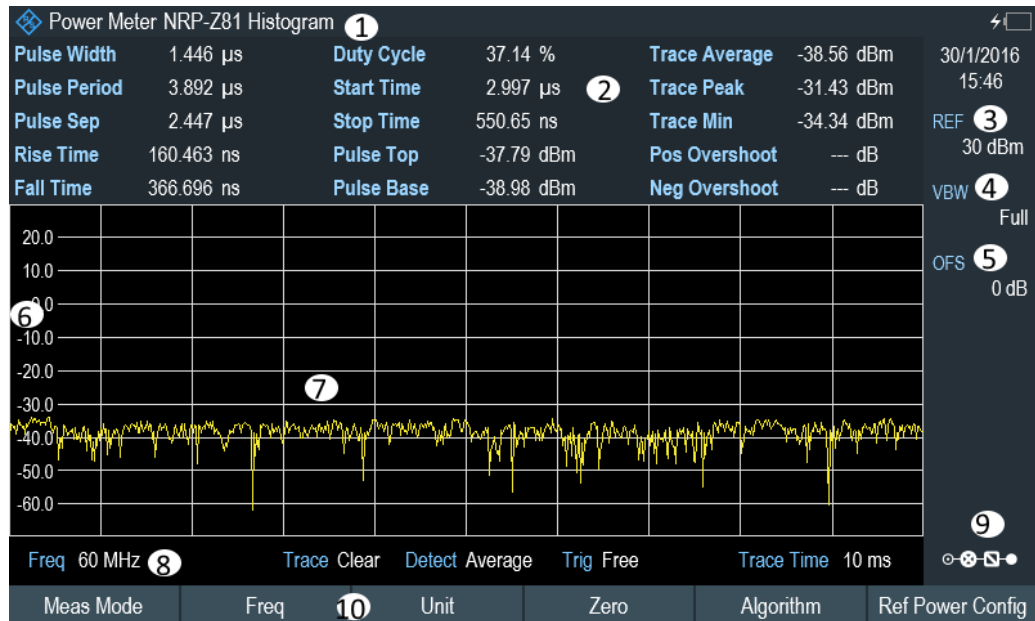 Power Meter NRP-Z81 Histogram 1
Pulse Width 1.446 µs Duty Cycle 37.14 % Trace Average -38.56 dBm
Pulse Period 3.892 µs Start Time 2.997 µs 2 Trace Peak -31.43 dBm
Pulse Sep 2.447 µs Stop Time 550.65 ns Trace Min -34.34 dBm
Rise Time 160.463 ns Pulse Top -37.79 dBm Pos Overshoot --- dB
Fall Time 366.696 ns Pulse Base -38.98 dBm Neg Overshoot --- dB
30/1/2016
15:46
REF 3
30 dBm
VBW 4
Full
OFS 5
0 dB
20.0
10.0
0.0
6
-10.0
-20.0
7
-30.0
-40.0
-50.0
-60.0
9
Freq 60 MHz 8 Trace Clear Detect Average Trig Free Trace Time 10 ms
Meas Mode Freq 10 Unit Zero Algorithm Ref Power Config